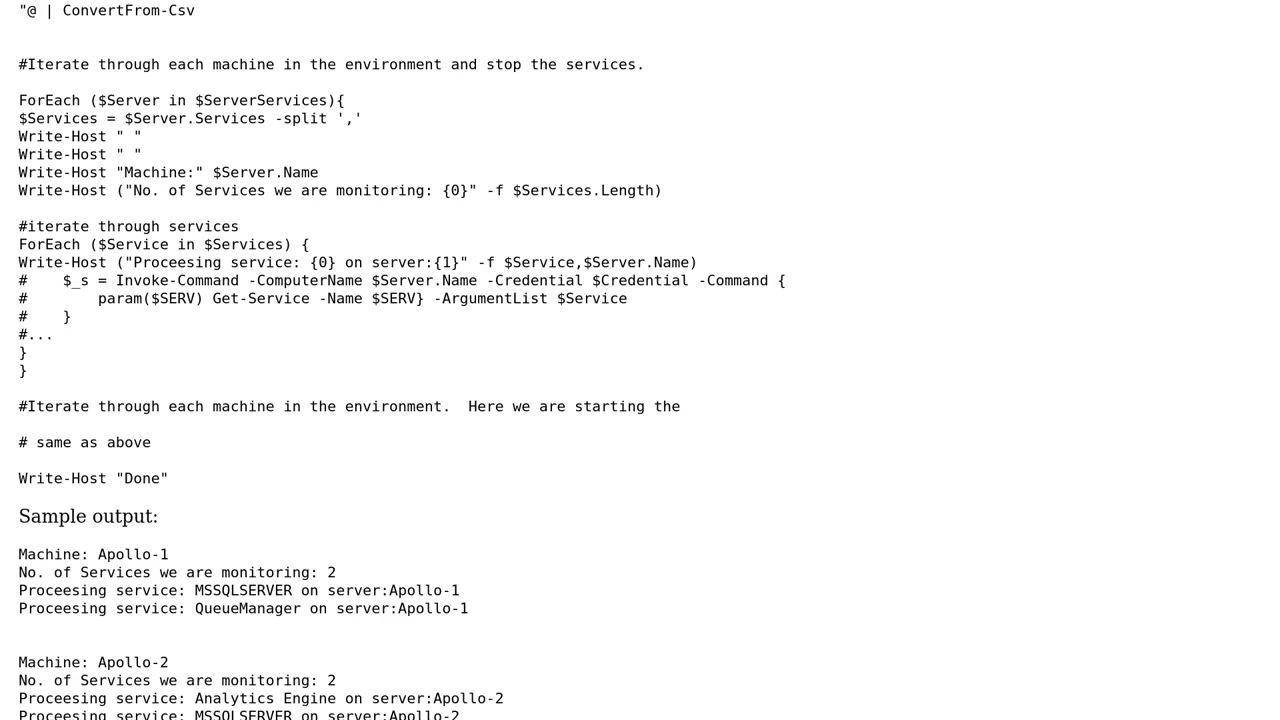 "@ | ConvertFrom-Csv
#Iterate through each machine in the environment and stop the services.
ForEach ($Server in $ServerServices){
$Services = $Server.Services -split ','
Write-Host " "
Write-Host " "
Write-Host "Machine:" $Server.Name
Write-Host ("No. of Services we are monitoring: {0}" -f $Services.Length)
#iterate through services
ForEach ($Service in $Services) {
Write-Host ("Proceesing service: {0} on server:{1}" -f $Service,$Server.Name)
#    $_s = Invoke-Command -ComputerName $Server.Name -Credential $Credential -Command {
#        param($SERV) Get-Service -Name $SERV} -ArgumentList $Service
#    }
#...
}
}
#Iterate through each machine in the environment.  Here we are starting the
# same as above
Write-Host "Done"
Sample output:
Machine: Apollo-1
No. of Services we are monitoring: 2
Proceesing service: MSSQLSERVER on server:Apollo-1
Proceesing service: QueueManager on server:Apollo-1
Machine: Apollo-2
No. of Services we are monitoring: 2
Proceesing service: Analytics Engine on server:Apollo-2
Proceesing service: MSSQLSERVER on server:Apollo-2